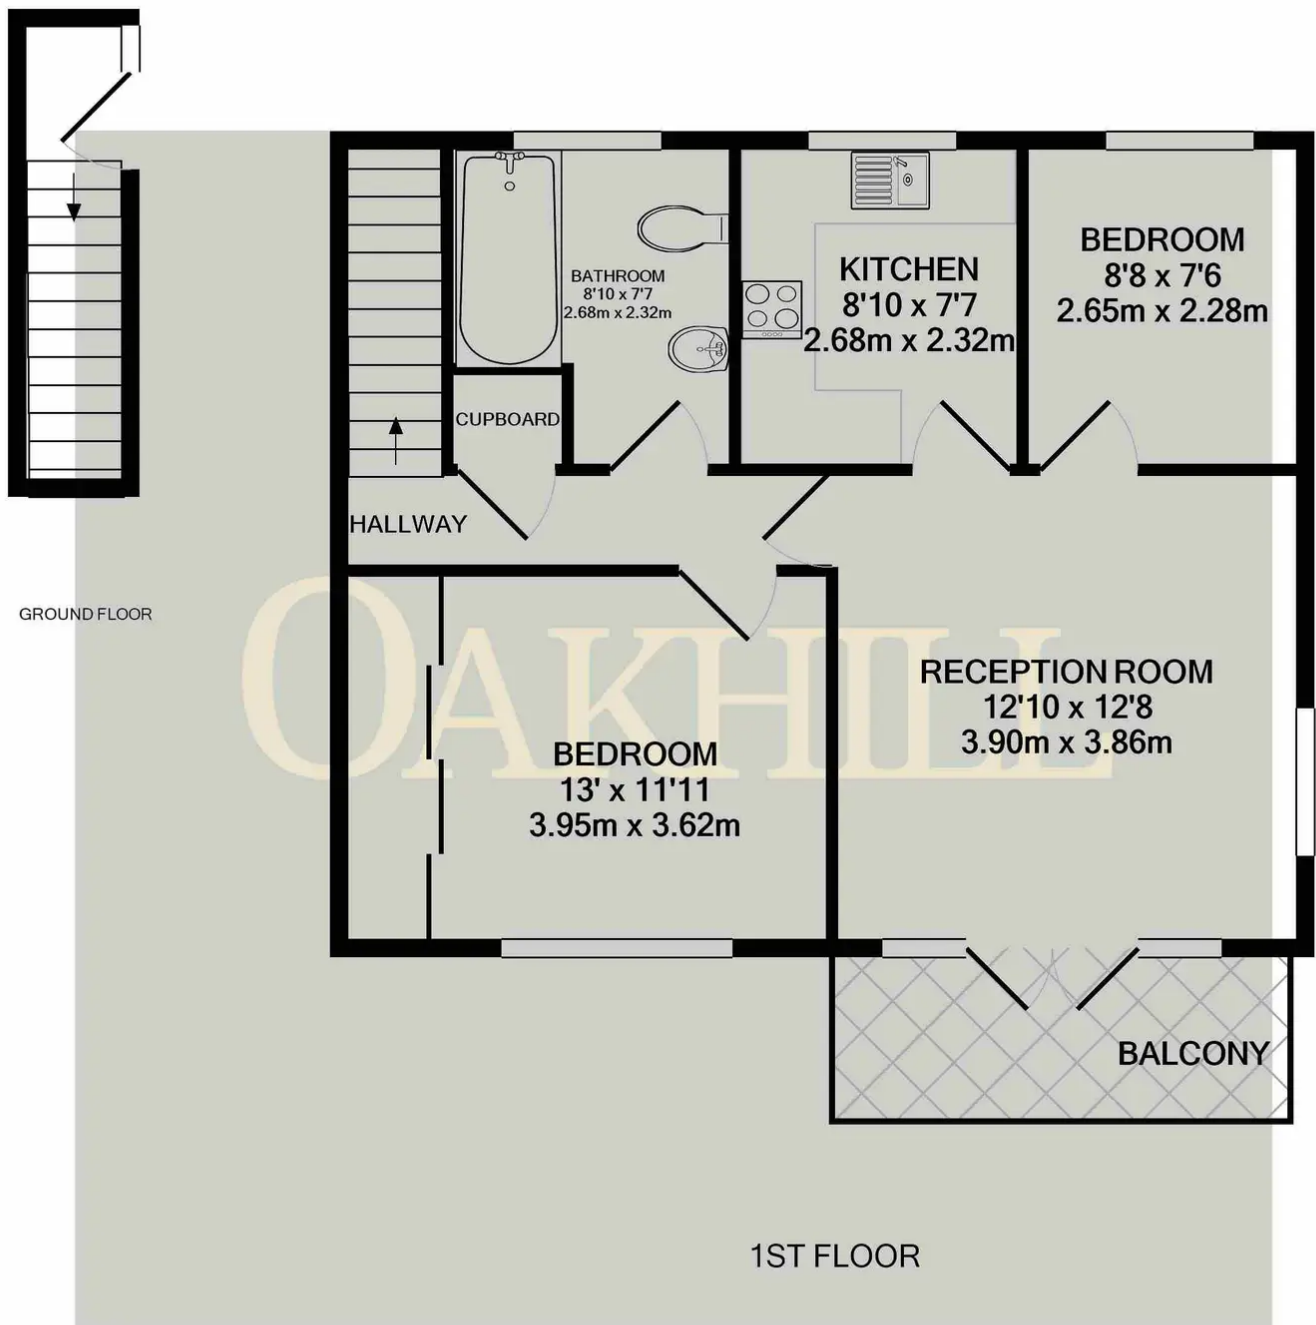 BATHROOM
8'10 x 7'7
2.68m x 2.32m
KITCHEN
8'10 x 7'7
2.68m x 2.32m
BEDROOM
8'8 x 7'6
2.65m x 2.28m
CUPBOARD
HALLWAY
GROUND FLOOR
OAKHILL
RECEPTION ROOM
12'10 x 12'8
3.90m x 3.86m
BEDROOM
13' x 11'11
3.95m x 3.62m
BALCONY
1ST FLOOR